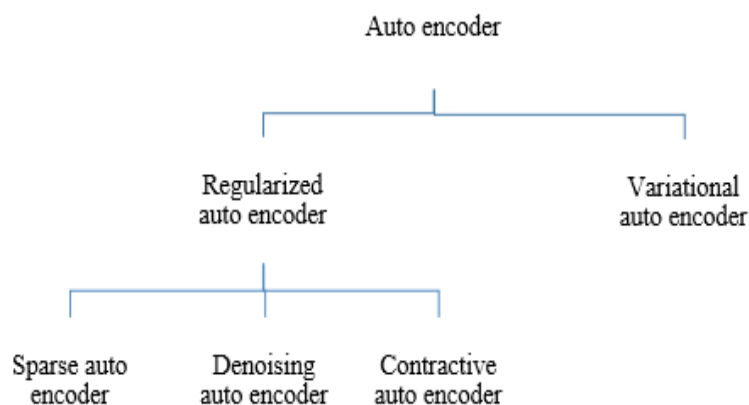 Auto encoder
Regularized
auto encoder
Variational
auto encoder
Sparse auto
encoder
Denoising
auto encoder
Contractive
auto encoder